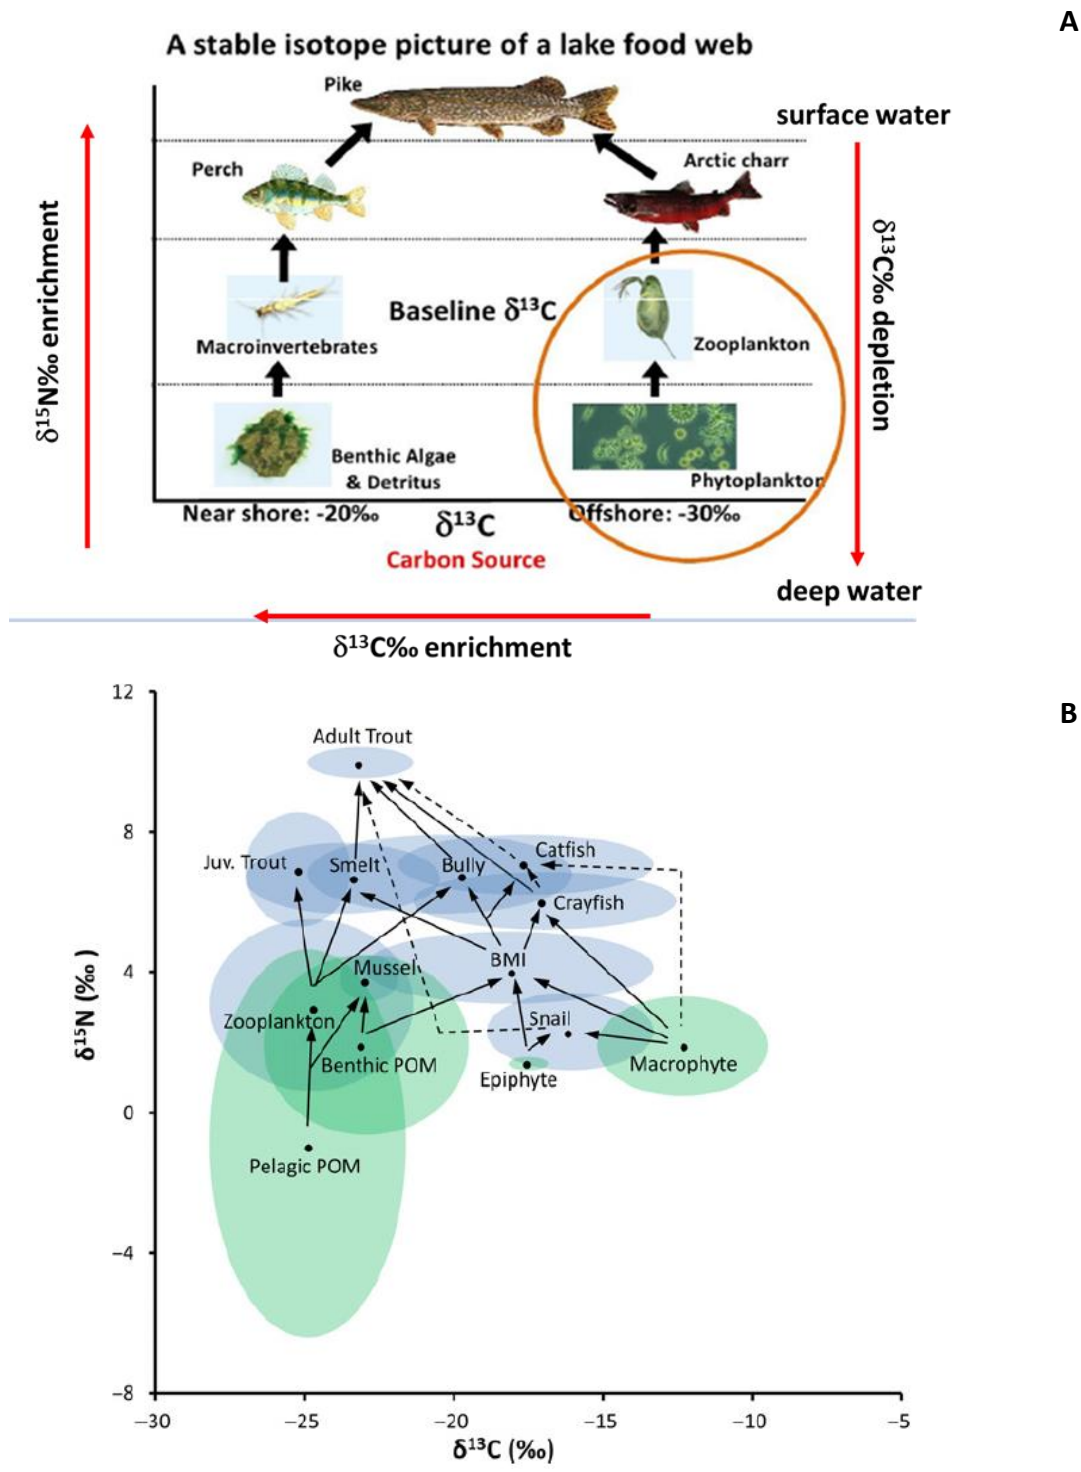 A
A stable isotope picture of a lake food web
Pike
surface water
Perch
Arctic charr
δ¹⁵N‰ enrichment
δ¹³C‰ depletion
Baseline δ¹³C
Macroinvertebrates
Zooplankton
Benthic Algae
& Detritus
Phytoplankton
Near shore: -20‰
δ¹³C
Offshore: -30‰
Carbon Source
deep water
δ¹³C‰ enrichment
B
12
Adult Trout
8
Juv. Trout
Smelt
Bully
Catfish
Crayfish
4
Mussel
BMI
Zooplankton
Snail
Benthic POM
Epiphyte
Macrophyte
0
Pelagic POM
−4
−8
δ¹⁵N (‰)
−30
−25
−20
−15
−10
−5
δ¹³C (‰)